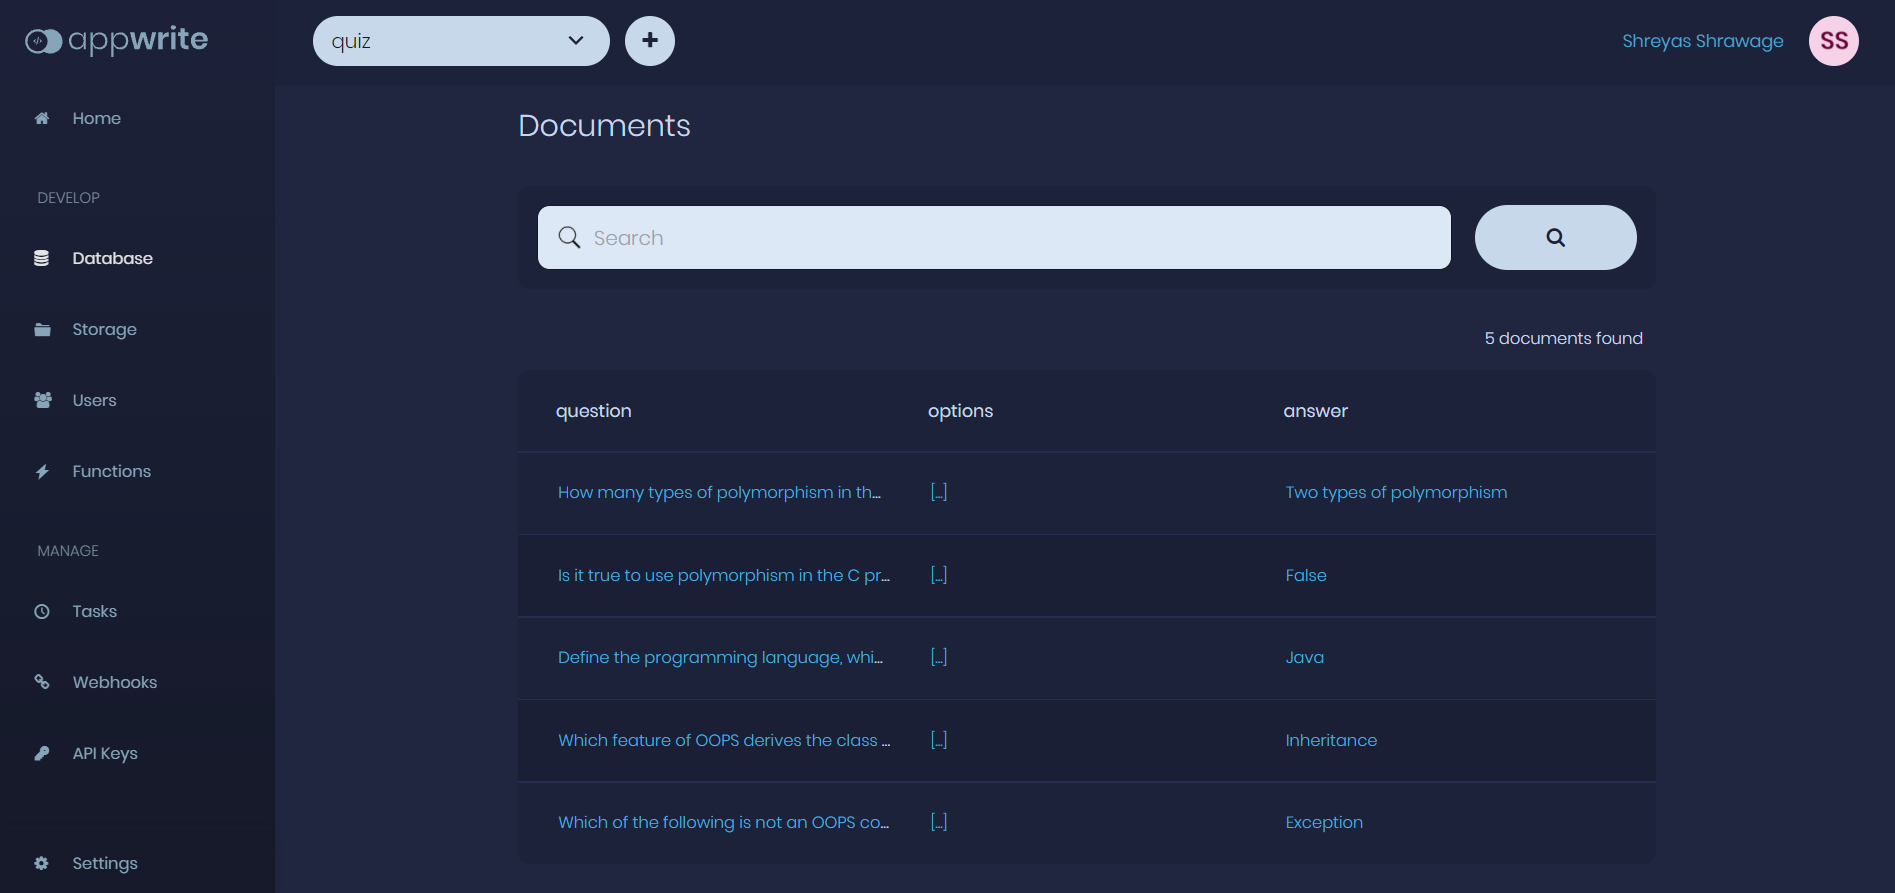 appwrite
quiz
Shreyas Shrawage
SS
Home
DEVELOP
Database
Storage
Users
Functions
MANAGE
Tasks
Webhooks
API Keys
Settings
Documents
Search
5 documents found
question options answer
How many types of polymorphism in th... [...] Two types of polymorphism
Is it true to use polymorphism in the C pr... [...] False
Define the programming language, whi... [...] Java
Which feature of OOPS derives the class ... [...] Inheritance
Which of the following is not an OOPS co... [...] Exception